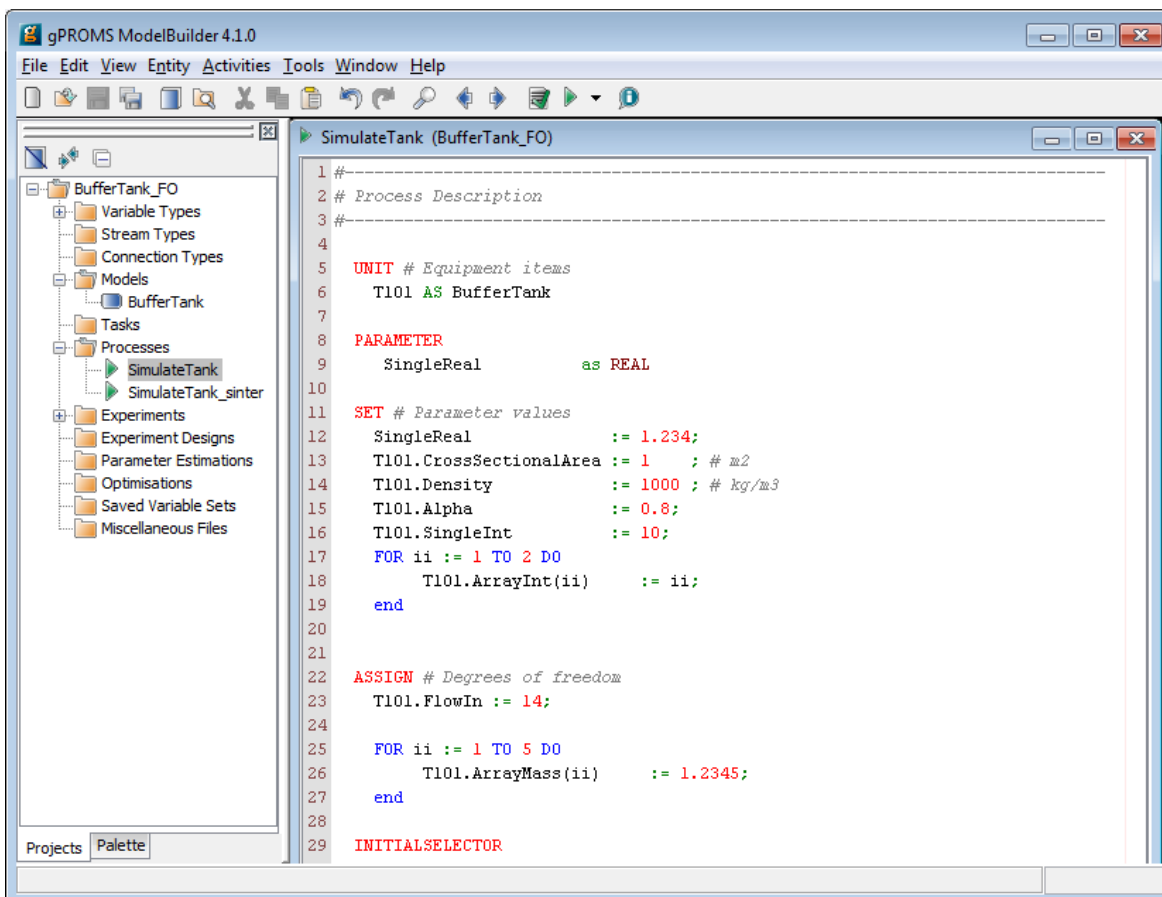 gPROMS ModelBuilder 4.1.0
File Edit View Entity Activities Tools Window Help
BufferTank_FO
Variable Types
Stream Types
Connection Types
Models
BufferTank
Tasks
Processes
SimulateTank
SimulateTank_sinter
Experiments
Experiment Designs
Parameter Estimations
Optimisations
Saved Variable Sets
Miscellaneous Files
Projects Palette
SimulateTank (BufferTank_FO)
1 #-----------------------------------------------------------------------------
2 # Process Description
3 #-----------------------------------------------------------------------------
4
5 UNIT # Equipment items
6 T101 AS BufferTank
7
8 PARAMETER
9 SingleReal as REAL
10
11 SET # Parameter values
12 SingleReal := 1.234;
13 T101.CrossSectionalArea := 1 ; # m2
14 T101.Density := 1000 ; # kg/m3
15 T101.Alpha := 0.8;
16 T101.SingleInt := 10;
17 FOR ii := 1 TO 2 DO
18 T101.ArrayInt(ii) := ii;
19 end
20
21
22 ASSIGN # Degrees of freedom
23 T101.FlowIn := 14;
24
25 FOR ii := 1 TO 5 DO
26 T101.ArrayMass(ii) := 1.2345;
27 end
28
29 INITIALSELECTOR